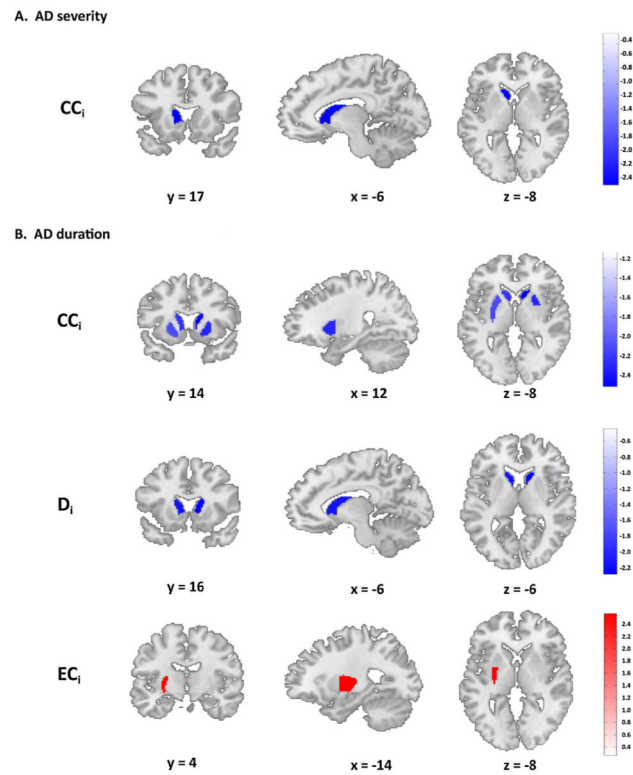 A. AD severity
CCi
-0.4
-0.6
-0.8
-1.0
-1.2
-1.4
-1.6
-1.8
-2.0
-2.2
-2.4
y = 17
x = -6
z = -8
B. AD duration
CCi
-1.2
-1.4
-1.6
-1.8
-2.0
-2.2
-2.4
y = 14
x = 12
z = -8
Di
-0.4
-0.6
-0.8
-1.0
-1.2
-1.4
-1.6
-1.8
-2.0
-2.2
y = 16
x = -6
z = -6
ECi
2.4
2.2
2.0
1.8
1.6
1.4
1.2
1.0
0.8
0.6
0.4
y = 4
x = -14
z = -8